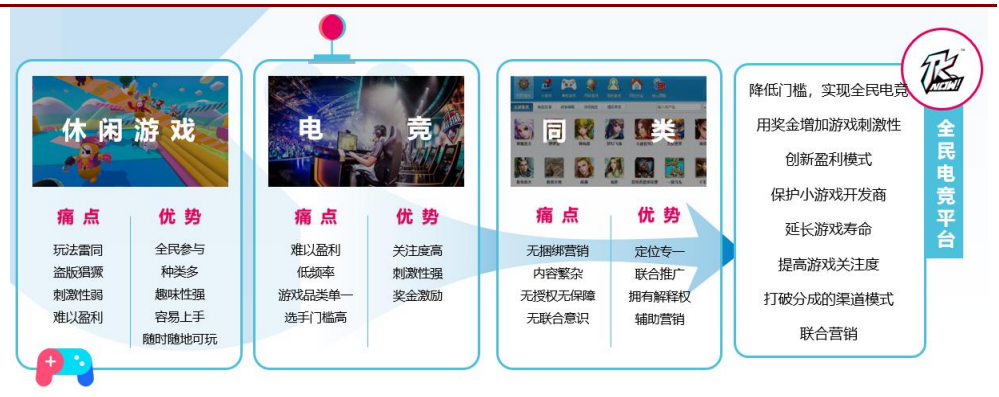 休闲游戏
痛点
优势
玩法雷同
盗版猖獗
刺激性弱
难以盈利
全民参与
种类多
趣味性强
容易上手
随时随地可玩
电竞
痛点
优势
难以盈利
低频率
游戏品类单一
选手门槛高
关注度高
刺激性强
奖金激励
同类
痛点
优势
无捆绑营销
内容繁杂
无授权无保障
无联合意识
定位专一
联合推广
拥有解释权
辅助营销
降低门槛，实现全民电竞
用奖金增加游戏刺激性
创新盈利模式
保护小游戏开发商
延长游戏寿命
提高游戏关注度
打破分成的渠道模式
联合营销
TK
NOW!
全民电竞平台